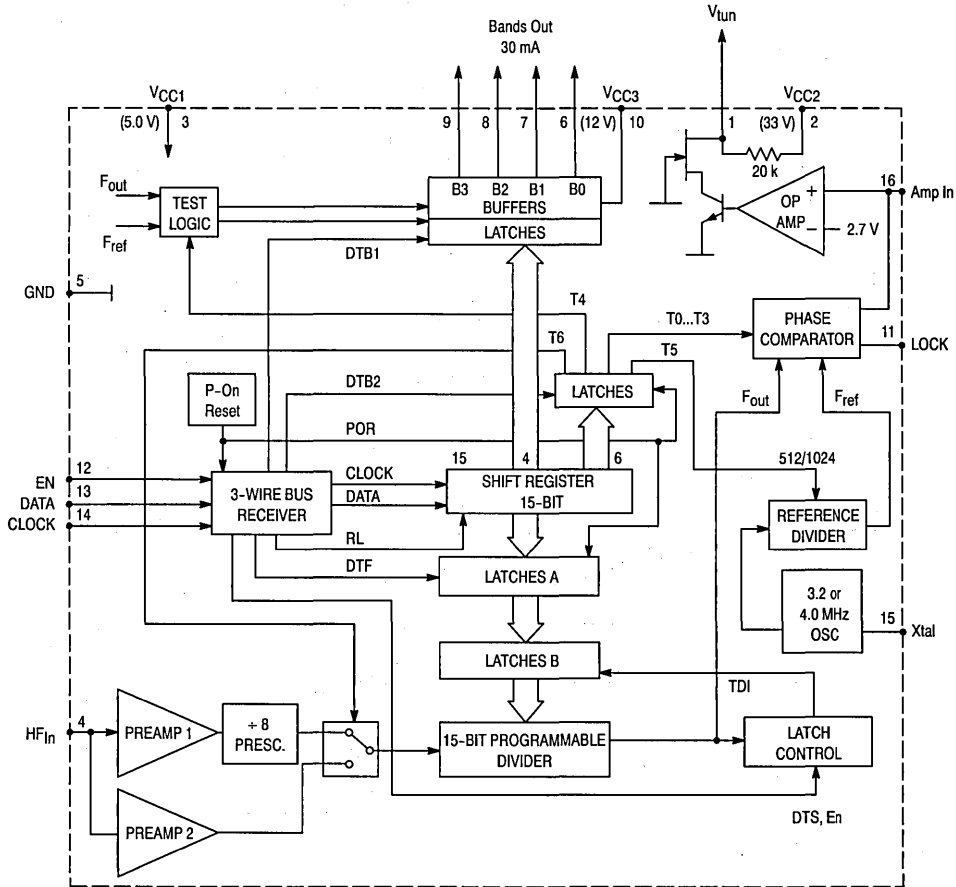 Bands Out
30 mA
Vtun
VCC1
(5.0 V) 3
9
8
7
6
VCC3
(12 V) 10
1
VCC2
(33 V) 2
20 k
B3 B2 B1 B0
BUFFERS
LATCHES
Fout
Fref
TEST
LOGIC
OP
AMP
+
–
2.7 V
16
Amp In
DTB1
GND
5
T4
T6
T0...T3
T5
PHASE
COMPARATOR
11
LOCK
P–On
Reset
DTB2
LATCHES
Fout
Fref
POR
15
4
6
512/1024
EN
12
DATA
13
CLOCK
14
3-WIRE BUS
RECEIVER
CLOCK
DATA
RL
DTF
SHIFT REGISTER
15-BIT
REFERENCE
DIVIDER
LATCHES A
3.2 or
4.0 MHz
OSC
15
Xtal
LATCHES B
TDI
HFIn
4
PREAMP 1
÷ 8
PRESC.
15-BIT PROGRAMMABLE
DIVIDER
LATCH
CONTROL
PREAMP 2
DTS, En